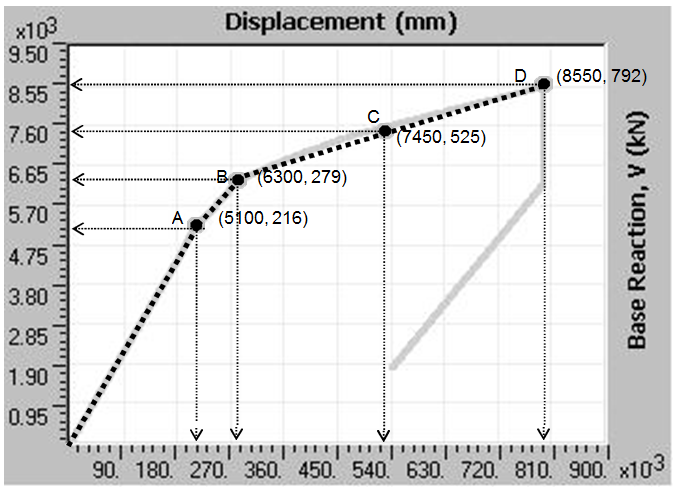 Displacement (mm)
x10³
9.50
8.55
7.60
6.65
5.70
4.75
3.80
2.85
1.90
0.95
D (8550, 792)
C
(7450, 525)
B (6300, 279)
A (5100, 216)
Base Reaction, V (kN)
90. 180. 270. 360. 450. 540. 630. 720. 810. 900. x10⁻³